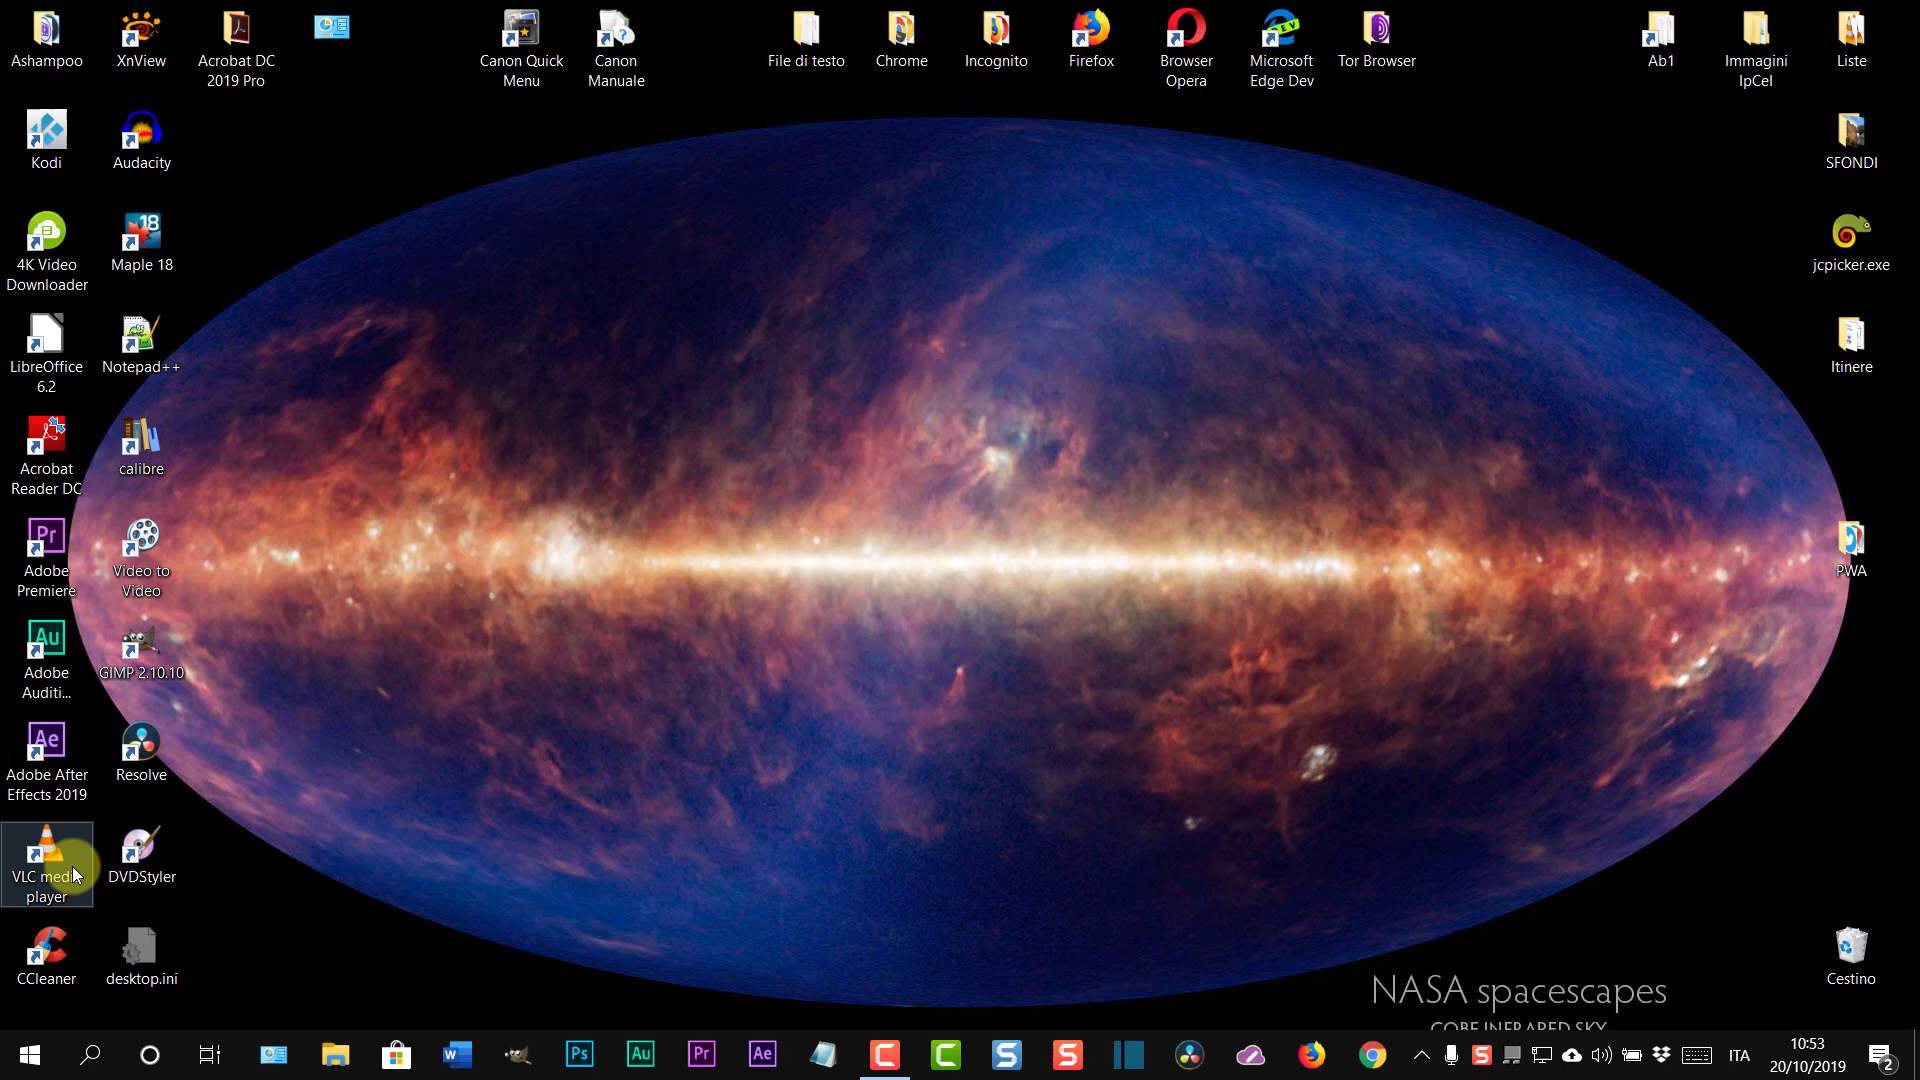 Ashampoo
XnView
Acrobat DC
2019 Pro
Canon Quick
Menu
Canon
Manuale
File di testo
Chrome
Incognito
Firefox
Browser
Opera
Microsoft
Edge Dev
Tor Browser
Ab1
Immagini
IpCel
Liste
Kodi
Audacity
SFONDI
4K Video
Downloader
Maple 18
jcpicker.exe
LibreOffice
6.2
Notepad++
Itinere
Acrobat
Reader DC
calibre
Adobe
Premiere
Video to
Video
PWA
Adobe
Auditi...
GIMP 2.10.10
Adobe After
Effects 2019
Resolve
VLC media
player
DVDStyler
CCleaner
desktop.ini
Cestino
NASA spacescapes
COBE INFRARED SKY
ITA
10:53
20/10/2019
2